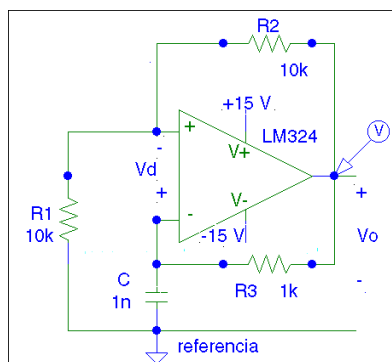 R2
10k
+15 V
LM324
+
-
V+
V
Vd
+
V-
-
-15 V
+
R1
10k
Vo
C
1n
R3
1k
-
referencia